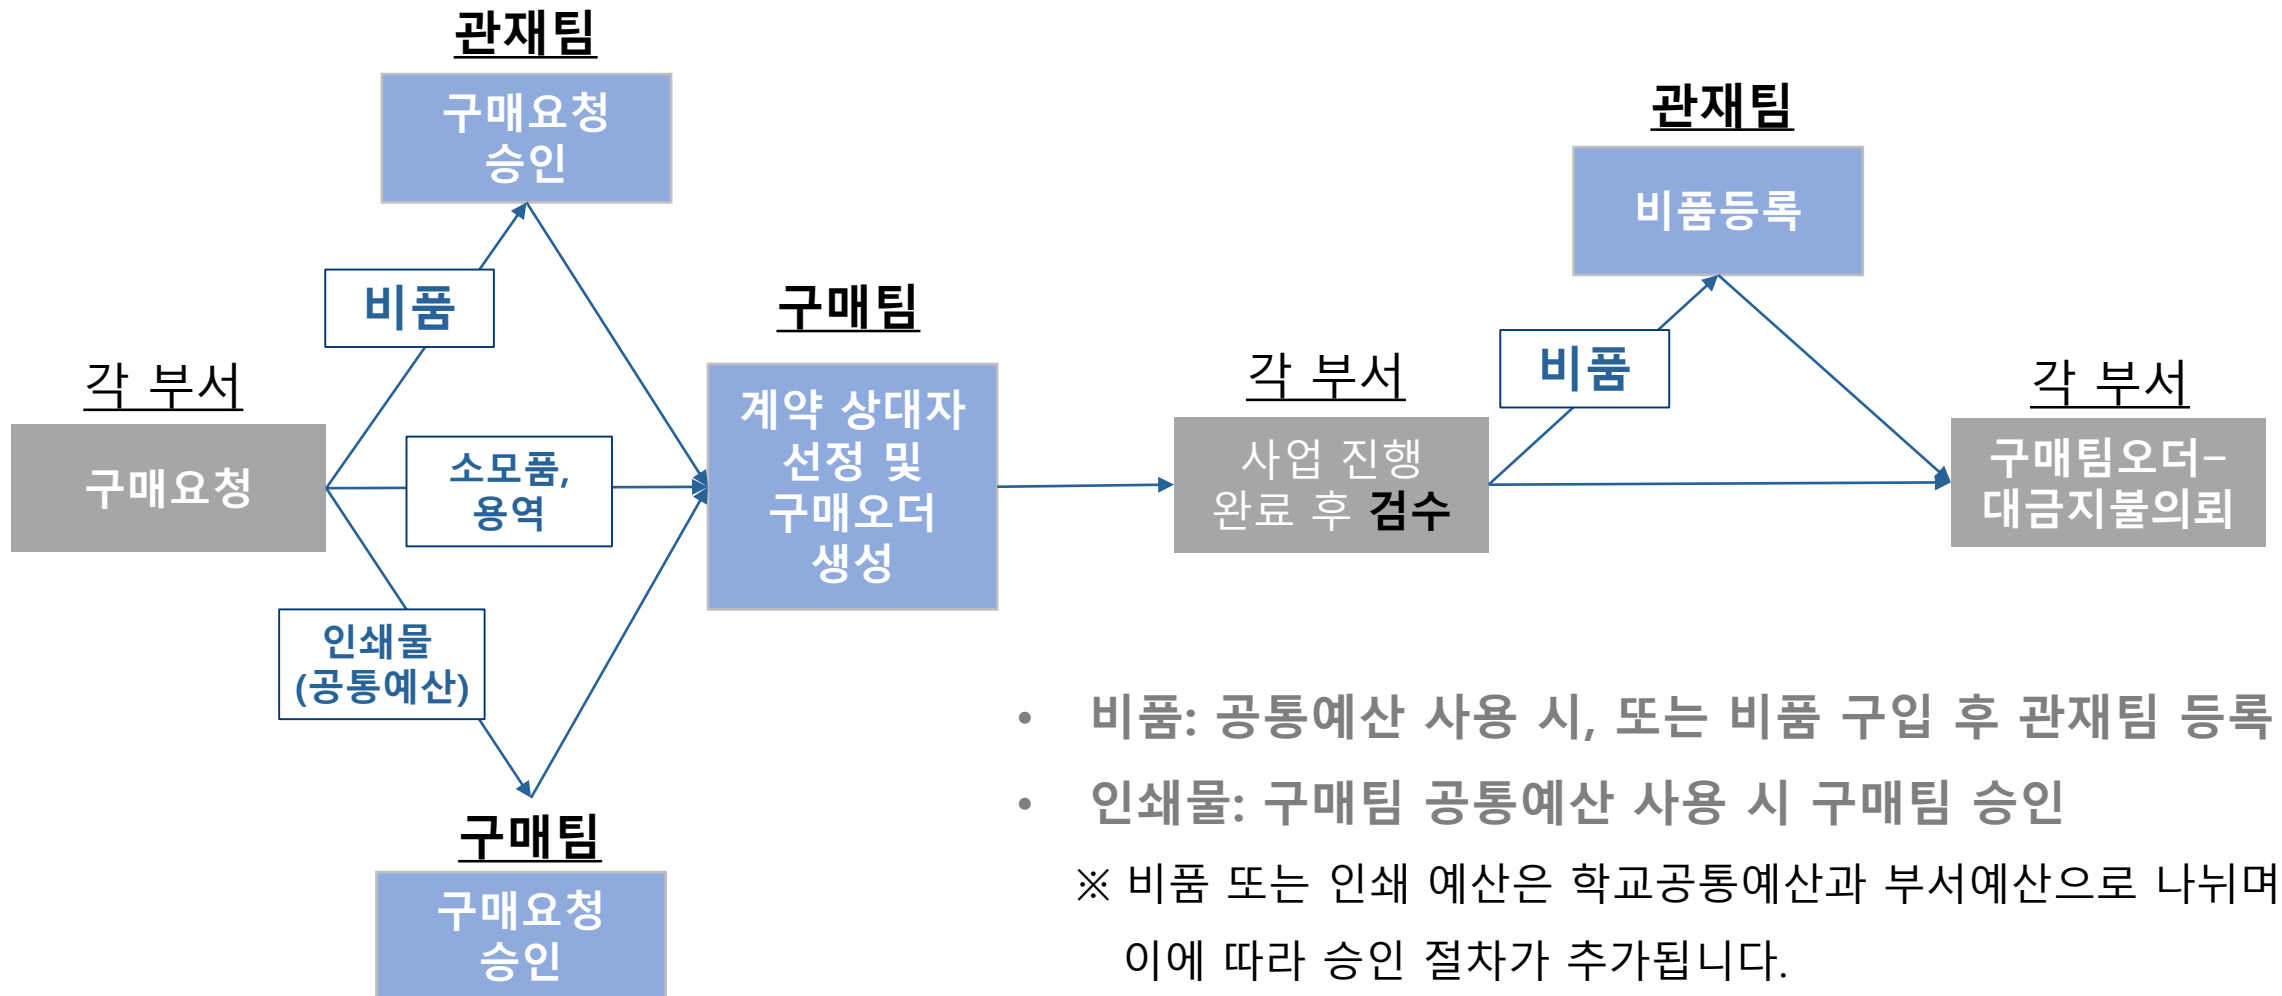 관재팀
구매요청
승인
비품
각 부서
구매요청
소모품,
용역
인쇄물
(공통예산)
구매팀
구매요청
승인
구매팀
계약 상대자
선정 및
구매오더
생성
각 부서
사업 진행
완료 후 검수
비품
관재팀
비품등록
각 부서
구매팀오더–
대금지불의뢰
• 비품: 공통예산 사용 시, 또는 비품 구입 후 관재팀 등록
• 인쇄물: 구매팀 공통예산 사용 시 구매팀 승인
※ 비품 또는 인쇄 예산은 학교공통예산과 부서예산으로 나뉘며
이에 따라 승인 절차가 추가됩니다.